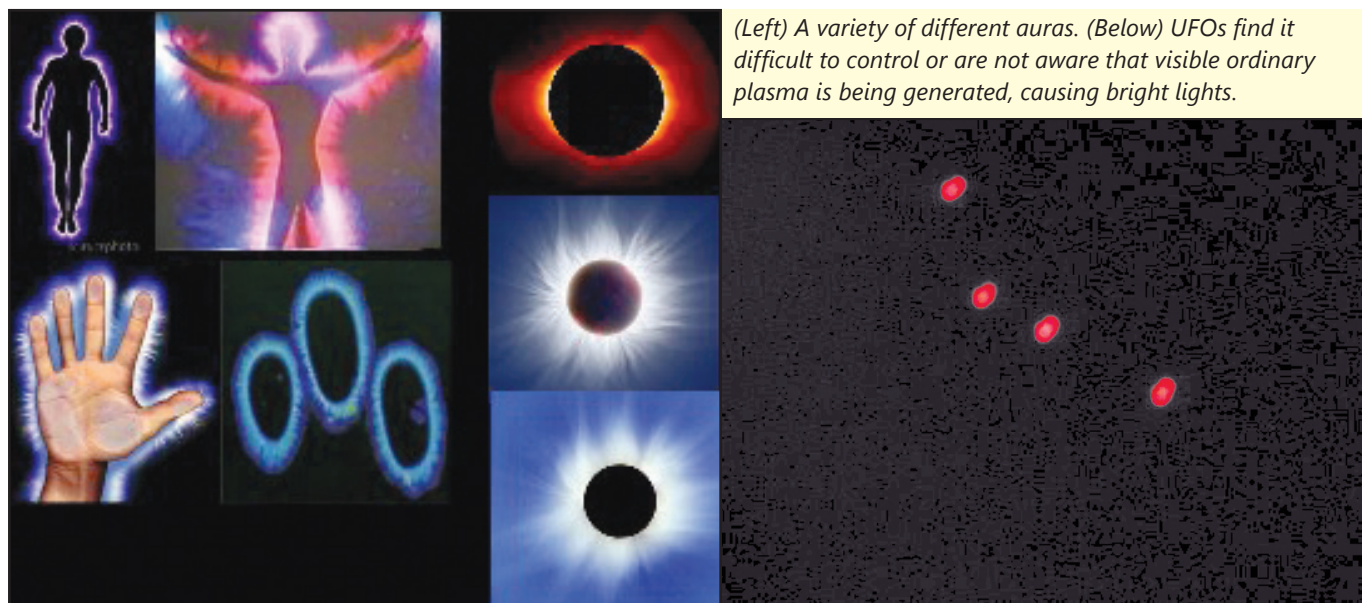 (Left) A variety of different auras. (Below) UFOs find it
difficult to control or are not aware that visible ordinary
plasma is being generated, causing bright lights.